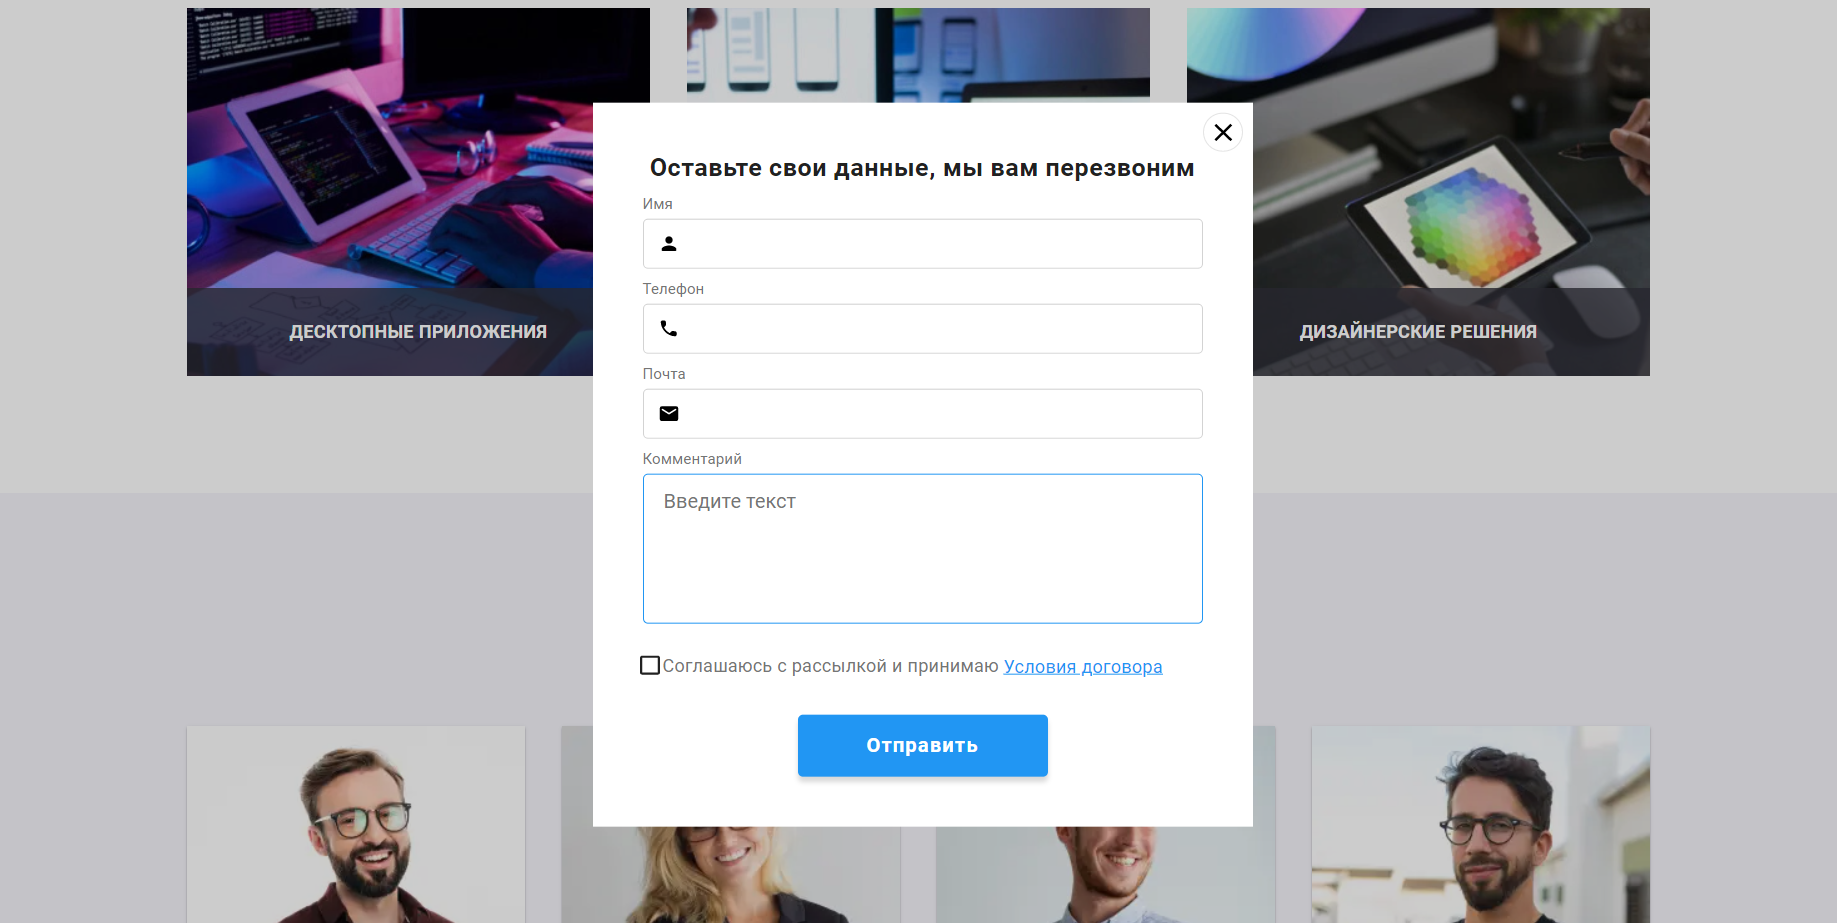 Оставьте свои данные, мы вам перезвоним
Имя
Телефон
ДЕСКТОПНЫЕ ПРИЛОЖЕНИЯ
ДИЗАЙНЕРСКИЕ РЕШЕНИЯ
Почта
Комментарий
Введите текст
Соглашаюсь с рассылкой и принимаю Условия договора
Отправить